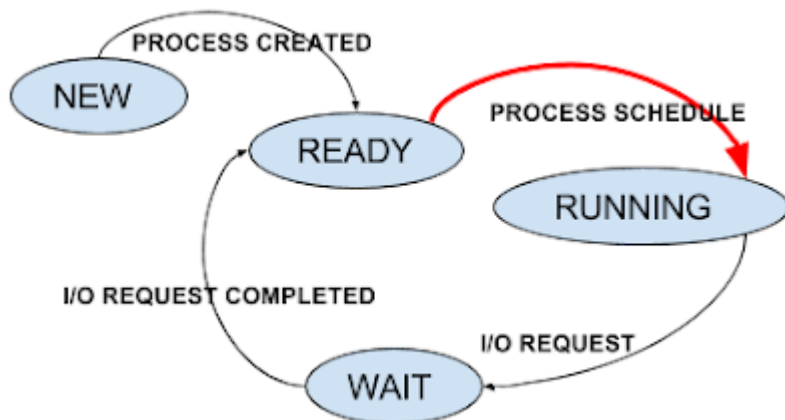 PROCESS CREATED
NEW
PROCESS SCHEDULE
READY
RUNNING
I/O REQUEST COMPLETED
I/O REQUEST
WAIT